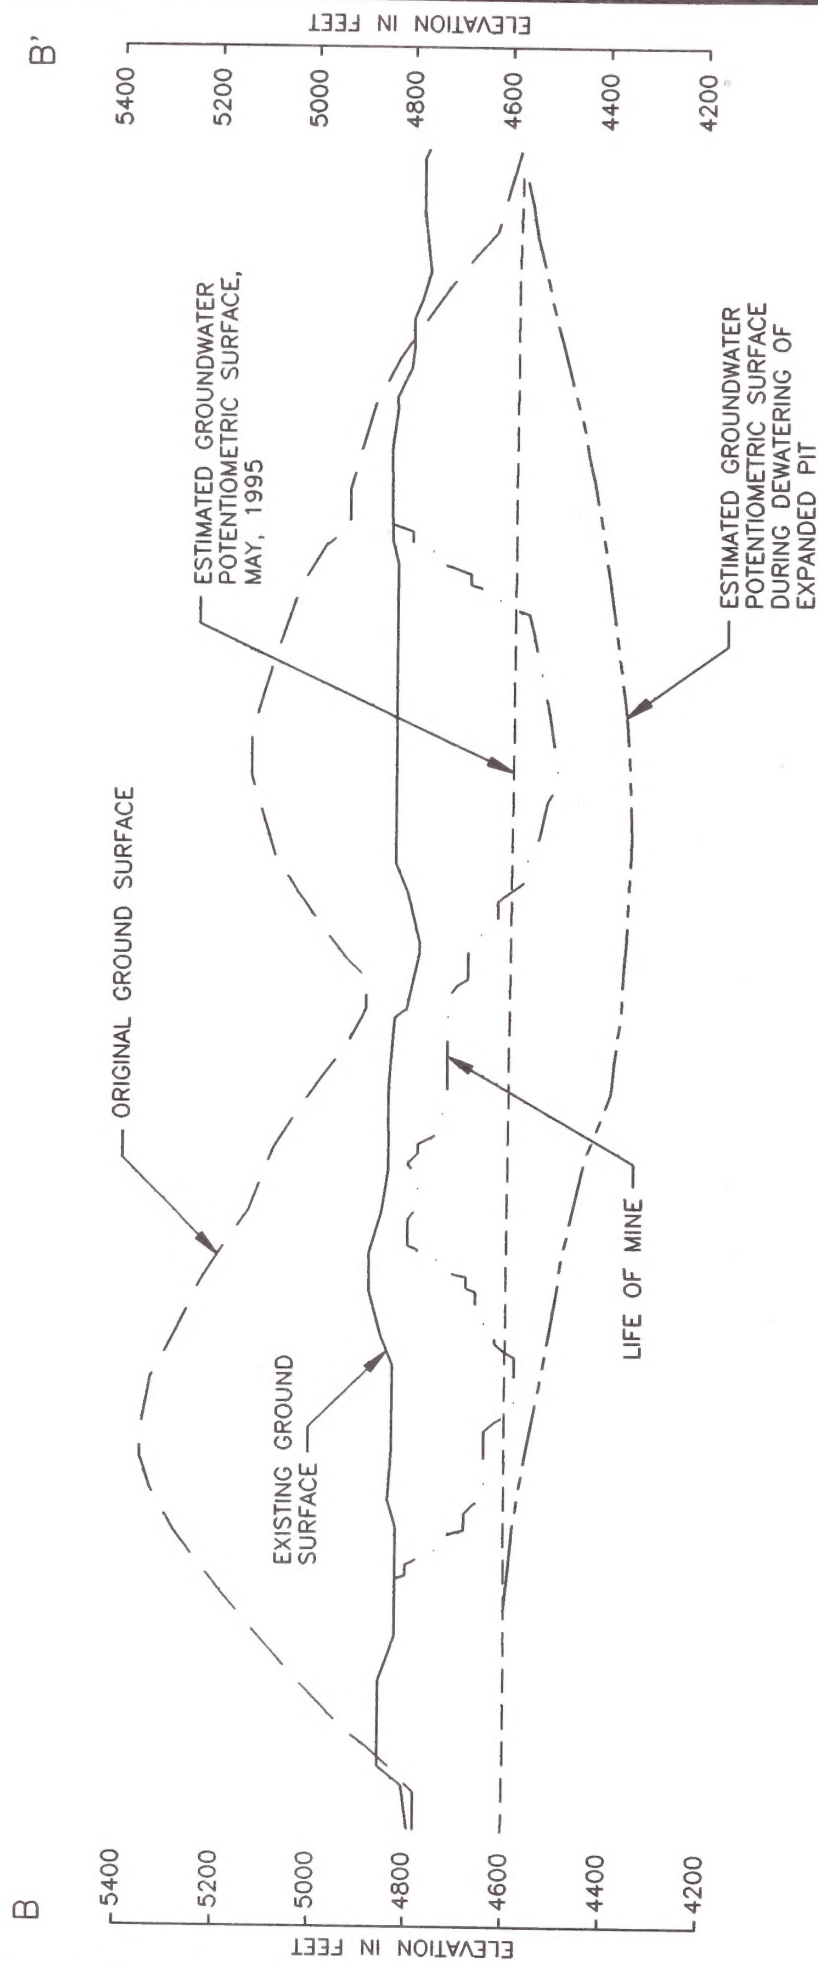 B
B'
ELEVATION IN FEET
5400
5200
5000
4800
4600
4400
4200
ORIGINAL GROUND SURFACE
ESTIMATED GROUNDWATER
POTENTIOMETRIC SURFACE,
MAY, 1995
EXISTING GROUND
SURFACE
LIFE OF MINE
ESTIMATED GROUNDWATER
POTENTIOMETRIC SURFACE
DURING DEWATERING OF
EXPANDED PIT
5400
5200
5000
4800
4600
4400
4200
ELEVATION IN FEET